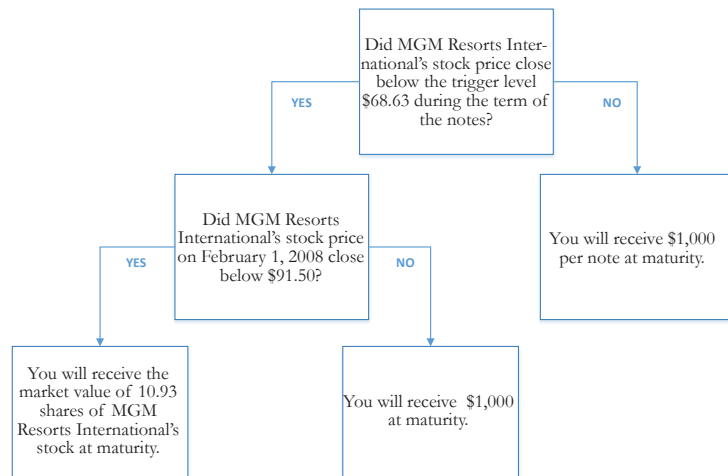 Did MGM Resorts Inter-
national's stock price close
below the trigger level
$68.63 during the term of
the notes?
YES
NO
Did MGM Resorts
International's stock price
on February 1, 2008 close
below $91.50?
You will receive $1,000
per note at maturity.
YES
NO
You will receive the
market value of 10.93
shares of MGM
Resorts International's
stock at maturity.
You will receive $1,000
at maturity.